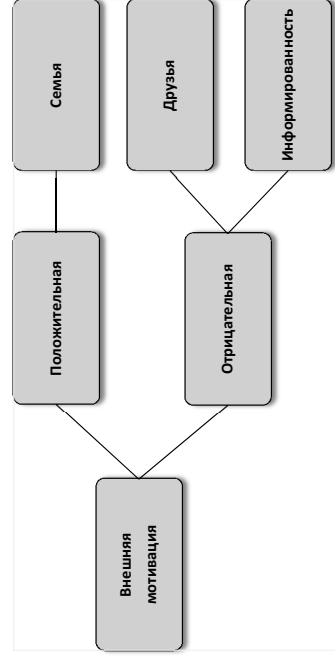 Внешняя
мотивация
Положительная
Отрицательная
Семья
Друзья
Информированность